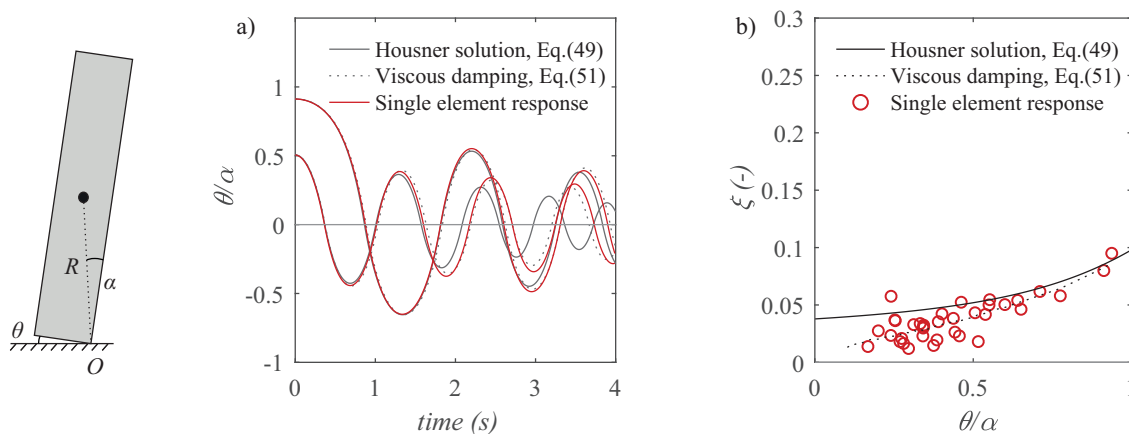 R
α
θ
O
a)
Housner solution, Eq.(49)
Viscous damping, Eq.(51)
Single element response
1
0.5
0
-0.5
-1
θ/α
0 1 2 3 4
time (s)
b)
Housner solution, Eq.(49)
Viscous damping, Eq.(51)
Single element response
0.3
0.25
0.2
0.15
0.1
0.05
0
ξ (-)
0 0.5 1
θ/α